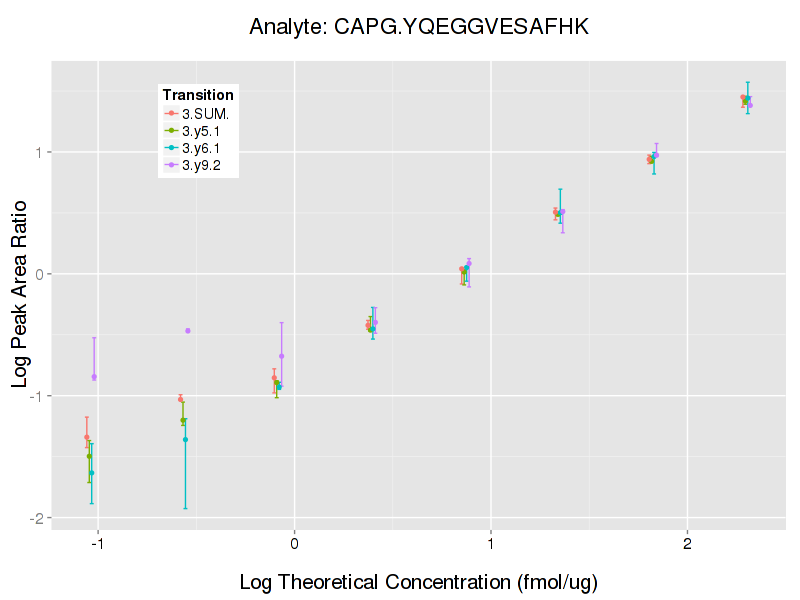 Analyte: CAPG.YQEGGVESAFHK
Transition
3.SUM.
3.y5.1
3.y6.1
3.y9.2
Log Peak Area Ratio
1
0
-1
-2
-1 0 1 2
Log Theoretical Concentration (fmol/ug)